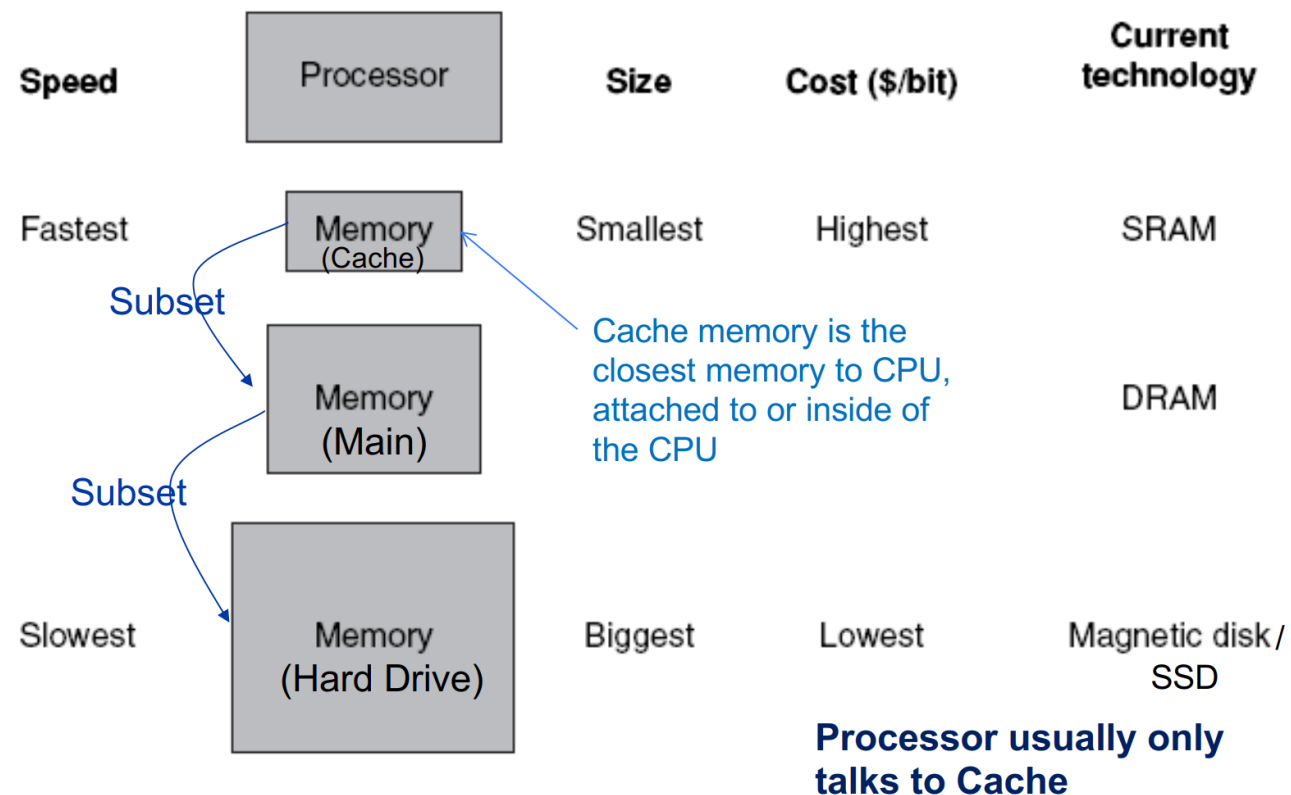 Speed
Processor
Size
Cost ($/bit)
Current
technology
Fastest
Memory
(Cache)
Smallest
Highest
SRAM
Subset
Cache memory is the
closest memory to CPU,
attached to or inside of
the CPU
Memory
(Main)
DRAM
Subset
Slowest
Memory
(Hard Drive)
Biggest
Lowest
Magnetic disk /
SSD
Processor usually only
talks to Cache